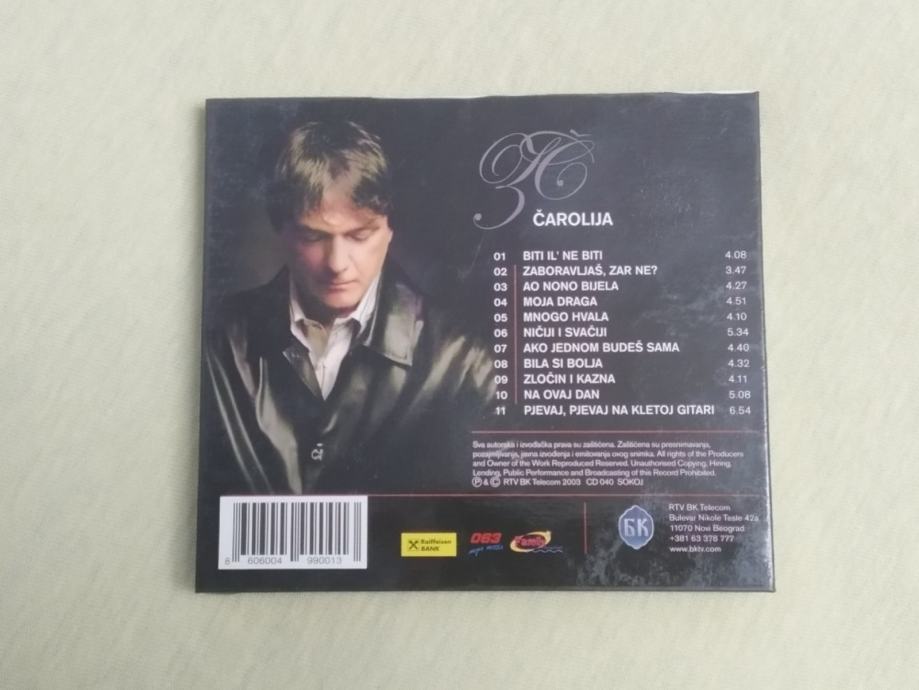 ČAROLIJA
01 BITI IL' NE BITI 4.08
02 ZABORAVLJAŠ, ZAR NE? 3.47
03 AO NONO BIJELA 4.27
04 MOJA DRAGA 4.51
05 MNOGO HVALA 4.10
06 NIČIJI I SVAČIJI 5.34
07 AKO JEDNOM BUDEŠ SAMA 4.40
08 BILA SI BOLJA 4.32
09 ZLOČIN I KAZNA 4.11
10 NA OVAJ DAN 5.08
11 PJEVAJ, PJEVAJ NA KLETOJ GITARI 6.54
Sva autorska i izvođačka prava su zaštićena. Zaštićena su presnimavanja,
pozajmljivanja, javna izvođenja i emitovanja ovog snimka. All rights of the Producers
and Owner of the Work Reproduced Reserved. Unauthorised Copying, Hiring,
Lending, Public Performance and Broadcasting of this Record Prohibited.
℗ & © RTV BK Telecom 2003 CD 040 SOKOJ
8 606004 990013
Raiffeisen
BANK
063
Family
БК
RTV BK Telecom
Bulevar Nikole Tesle 42a
11070 Novi Beograd
+381 63 378 777
www.bktv.com